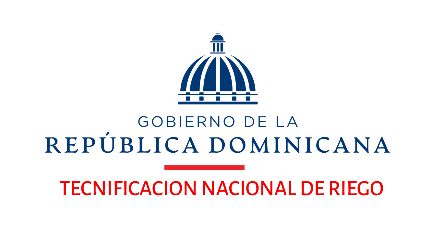 GOBIERNO DE LA
REPÚBLICA DOMINICANA
TECNIFICACION NACIONAL DE RIEGO